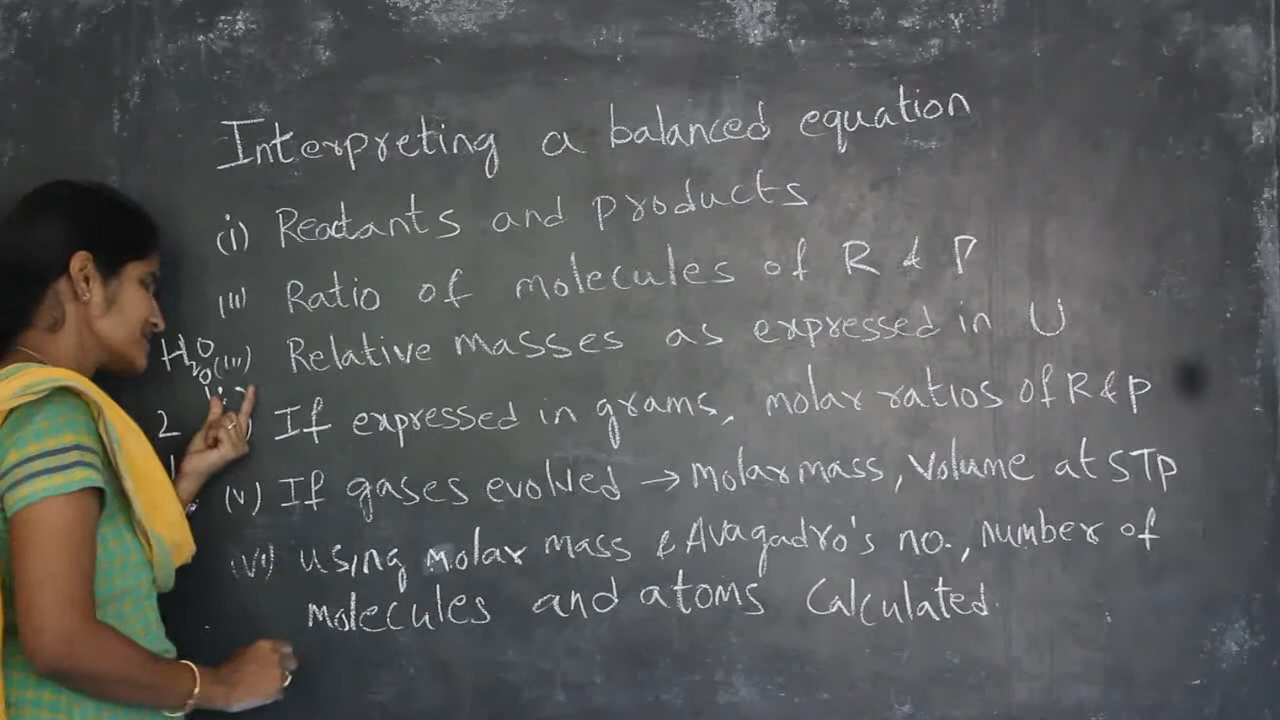 Interpreting a balanced equation
(i) Reactants and products
(ii) Ratio of molecules of R & P
H₂O
(iii) Relative masses as expressed in U
2
If expressed in grams, molar ratios of R & P
(v) If gases evolved → Molar mass, Volume at STP
(vi) Using molar mass & Avagadro's no., number of
molecules and atoms Calculated.